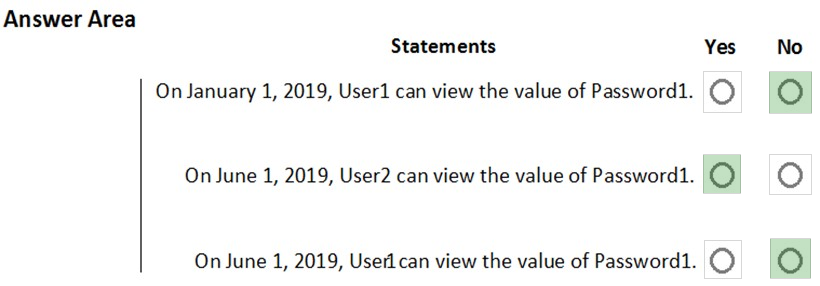 Answer Area
Statements Yes No
On January 1, 2019, User1 can view the value of Password1.
On June 1, 2019, User2 can view the value of Password1.
On June 1, 2019, User1 can view the value of Password1.